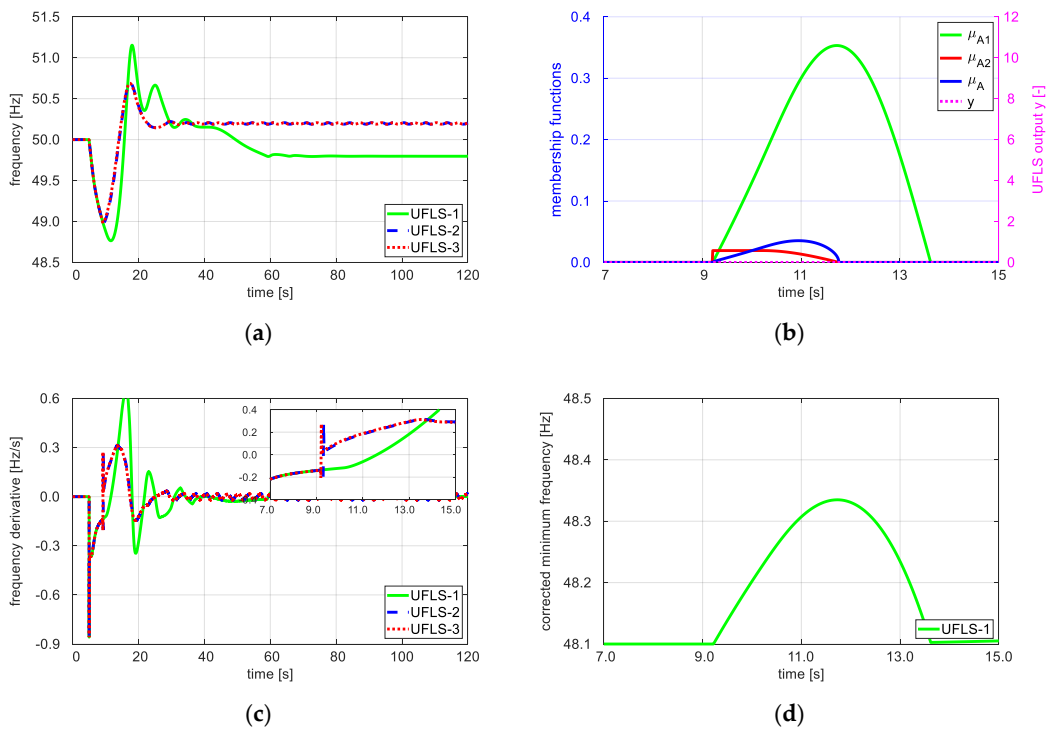 51.5
51.0
50.5
50.0
49.5
49.0
48.5
frequency [Hz]
0 20 40 60 80 100 120
time [s]
UFLS-1
UFLS-2
UFLS-3
(a)
0.4
0.3
0.2
0.1
0.0
membership functions
12
10
8
6
4
2
0
UFLS output y [-]
7 9 11 13 15
time [s]
μA1
μA2
μA
y
(b)
0.6
0.3
0.0
-0.3
-0.6
-0.9
frequency derivative [Hz/s]
0 20 40 60 80 100 120
time [s]
0.4
0.2
0.0
-0.2
7.0 9.0 11.0 13.0 15.0
UFLS-1
UFLS-2
UFLS-3
(c)
48.5
48.4
48.3
48.2
48.1
corrected minimum frequency [Hz]
7.0 9.0 11.0 13.0 15.0
time [s]
UFLS-1
(d)